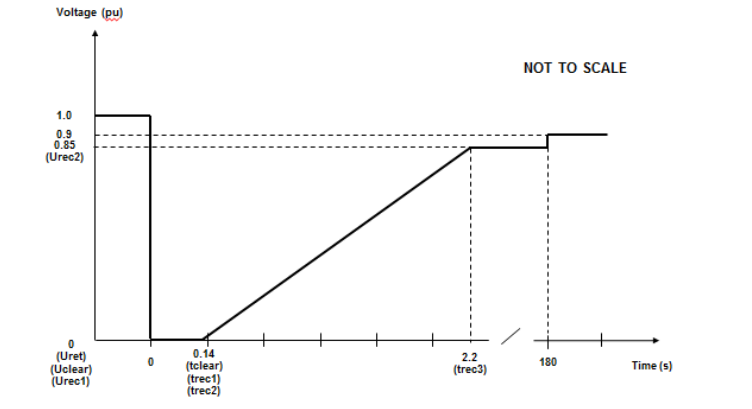 Voltage (pu)
NOT TO SCALE
1.0
0.9
0.85
(Urec2)
0
(Uret)
(Uclear)
(Urec1)
0
0.14
(tclear)
(trec1)
(trec2)
2.2
(trec3)
180
Time (s)